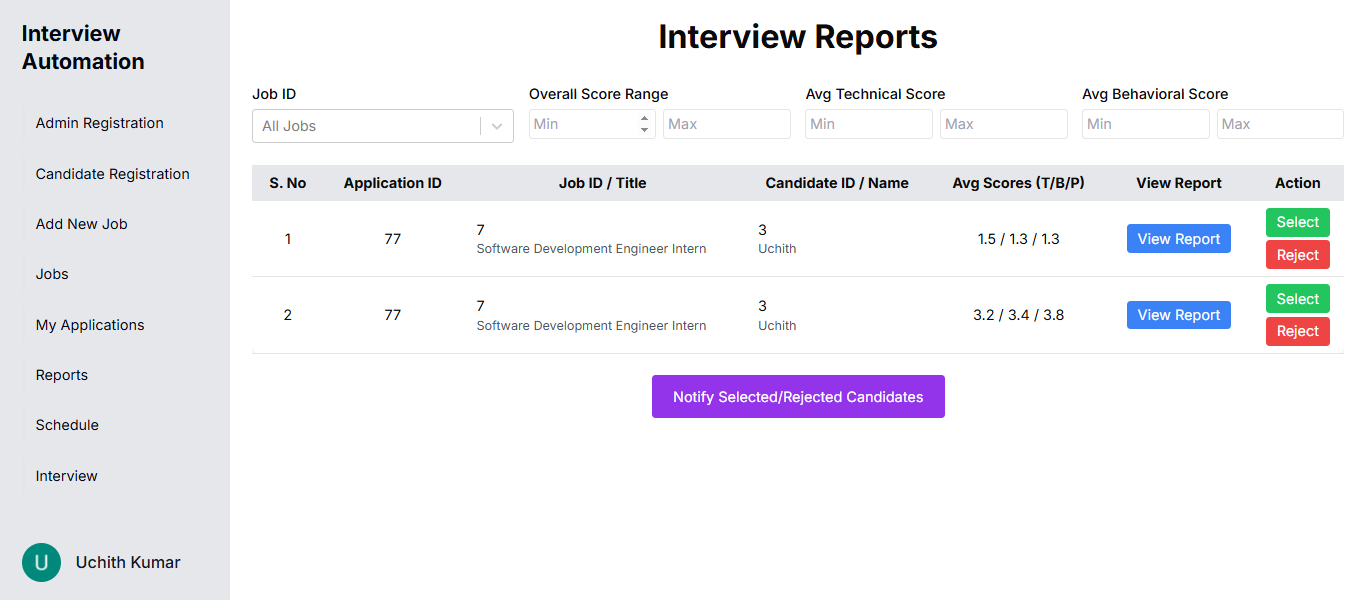 Interview
Automation
Admin Registration
Candidate Registration
Add New Job
Jobs
My Applications
Reports
Schedule
Interview
U Uchith Kumar
Interview Reports
Job ID Overall Score Range Avg Technical Score Avg Behavioral Score
All Jobs Min Max Min Max Min Max
S. No Application ID Job ID / Title Candidate ID / Name Avg Scores (T/B/P) View Report Action
1 77 7 3 1.5 / 1.3 / 1.3 View Report Select
Software Development Engineer Intern Uchith Reject
2 77 7 3 3.2 / 3.4 / 3.8 View Report Select
Software Development Engineer Intern Uchith Reject
Notify Selected/Rejected Candidates